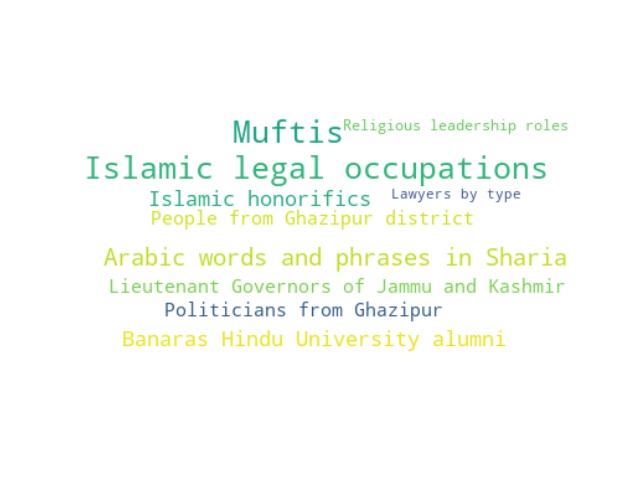 Muftis Religious leadership roles
Islamic legal occupations
Islamic honorifics Lawyers by type
People from Ghazipur district
Arabic words and phrases in Sharia
Lieutenant Governors of Jammu and Kashmir
Politicians from Ghazipur
Banaras Hindu University alumni